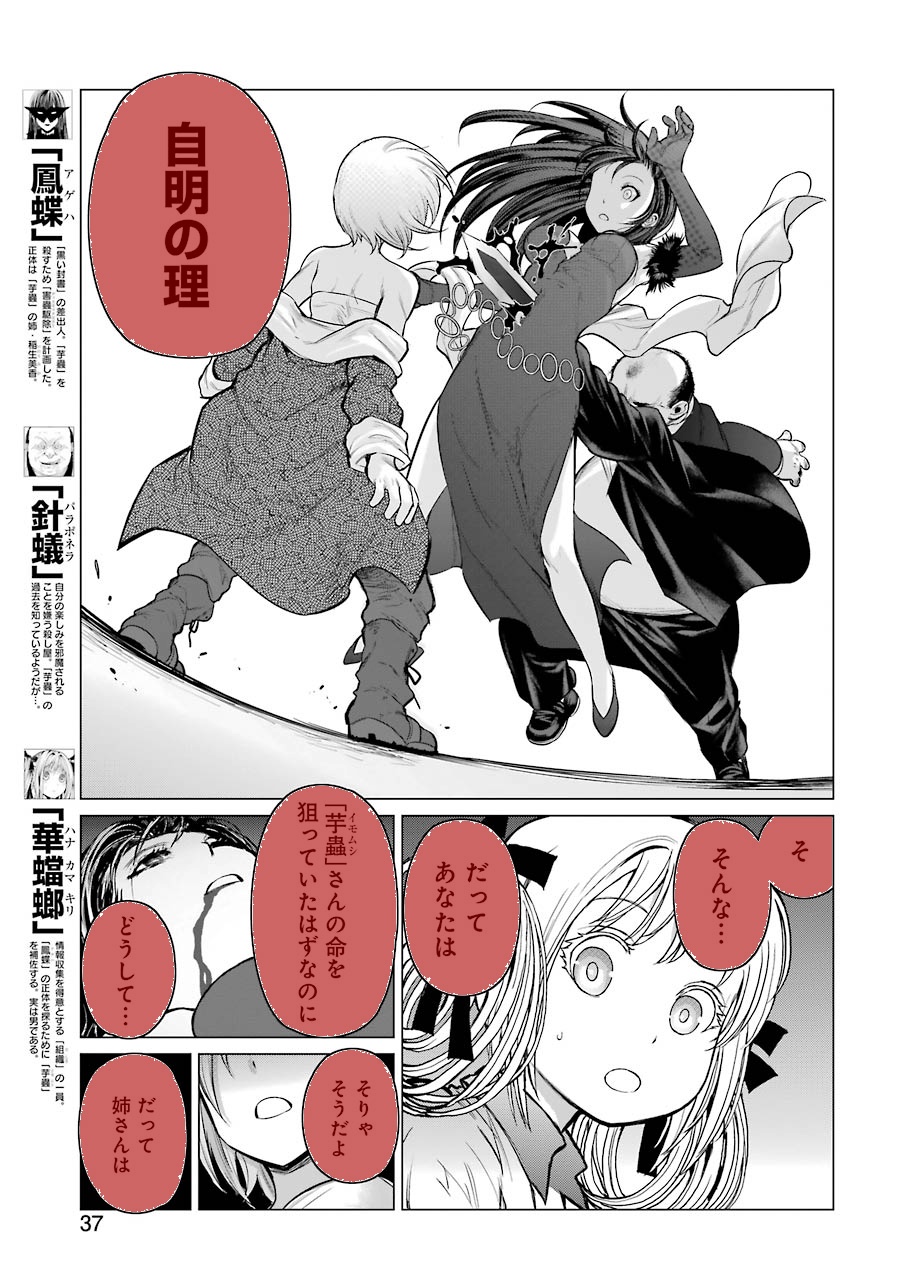 自明の理
そ
そんな…
だって
あなたは
「芋蟲」さんの命を
イモムシ
狙っていたはずなのに
どうして…
そりゃ
そうだよ
だって
姉さんは
「鳳蝶」
アゲハ
「黒い封書」の差出人。「芋蟲」を
殺すため「害蟲駆除」を計画した。
正体は「芋蟲」の姉・稲生美香。
「針蟻」
パラポネラ
自分の楽しみを邪魔される
ことを嫌う殺し屋。「芋蟲」の
過去を知っているようだが…。
「華蟷螂」
ハナカマキリ
情報収集を得意とする「組織」の一員。
「鳳蝶」の正体を探るために「芋蟲」
を補佐する。実は男である。
37